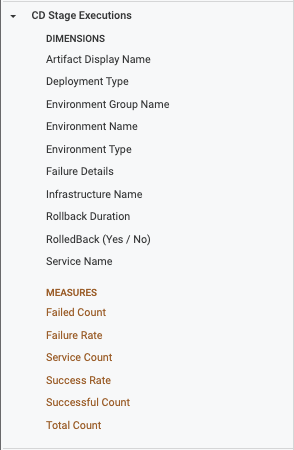 CD Stage Executions
DIMENSIONS
Artifact Display Name
Deployment Type
Environment Group Name
Environment Name
Environment Type
Failure Details
Infrastructure Name
Rollback Duration
RolledBack (Yes / No)
Service Name
MEASURES
Failed Count
Failure Rate
Service Count
Success Rate
Successful Count
Total Count